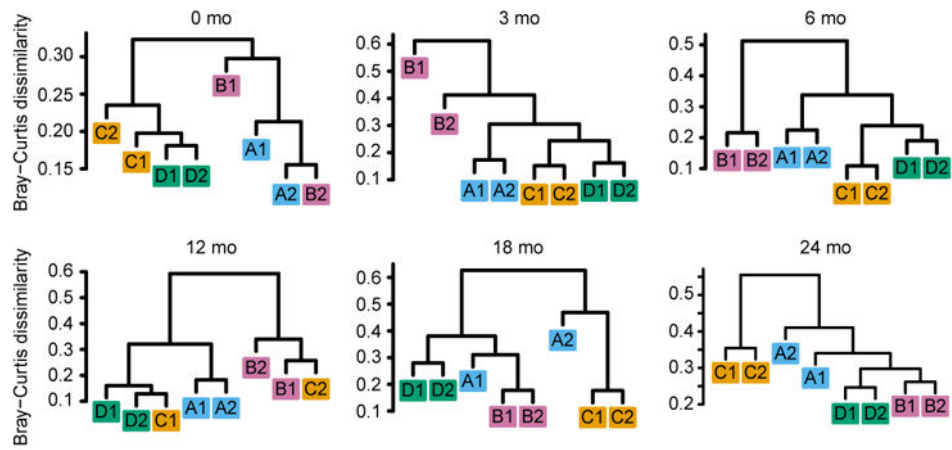 0 mo
Bray−Curtis dissimilarity
0.30
0.25
0.20
0.15
C2
C1
D1 D2
B1
A1
A2 B2
3 mo
0.6
0.5
0.4
0.3
0.2
0.1
B1
B2
A1 A2 C1 C2 D1 D2
6 mo
0.5
0.4
0.3
0.2
0.1
B1 B2 A1 A2
C1 C2
D1 D2
12 mo
Bray−Curtis dissimilarity
0.6
0.5
0.4
0.3
0.2
0.1
D1
D2 C1
A1 A2
B2
B1 C2
18 mo
0.6
0.5
0.4
0.3
0.2
0.1
D1 D2
A1
B1 B2
A2
C1 C2
24 mo
0.5
0.4
0.3
0.2
C1 C2
A2
A1
D1 D2
B1 B2